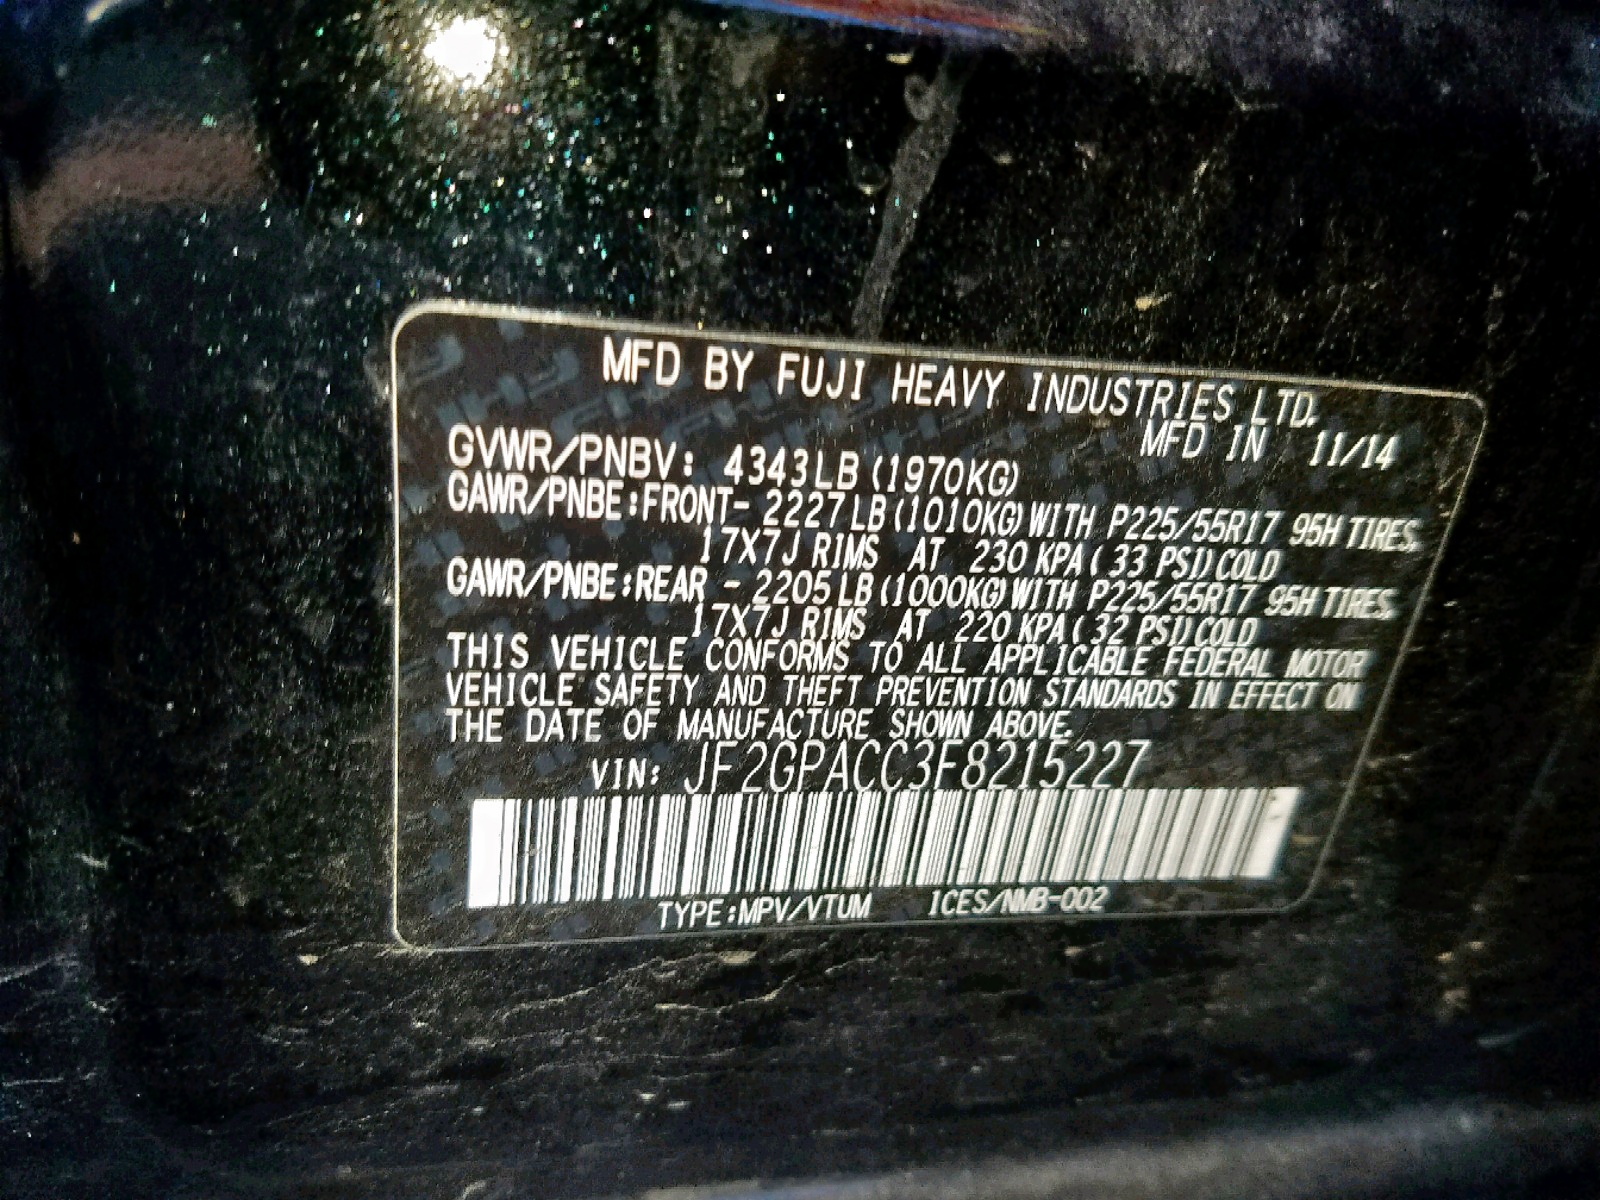 MFD BY FUJI HEAVY INDUSTRIES LTD.
MFD IN 11/14
GVWR/PNBV: 4343LB (1970KG)
GAWR/PNBE:FRONT- 2227LB(1010KG)WITH P225/55R17 95H TIRES,
17X7J RIMS AT 230 KPA(33 PSI)COLD
GAWR/PNBE:REAR - 2205LB(1000KG)WITH P225/55R17 95H TIRES,
17X7J RIMS AT 220 KPA(32 PSI)COLD
THIS VEHICLE CONFORMS TO ALL APPLICABLE FEDERAL MOTOR
VEHICLE SAFETY AND THEFT PREVENTION STANDARDS IN EFFECT ON
THE DATE OF MANUFACTURE SHOWN ABOVE.
VIN: JF2GPACC3F8215227
TYPE:MPV/VTUM ICES/NMB-002